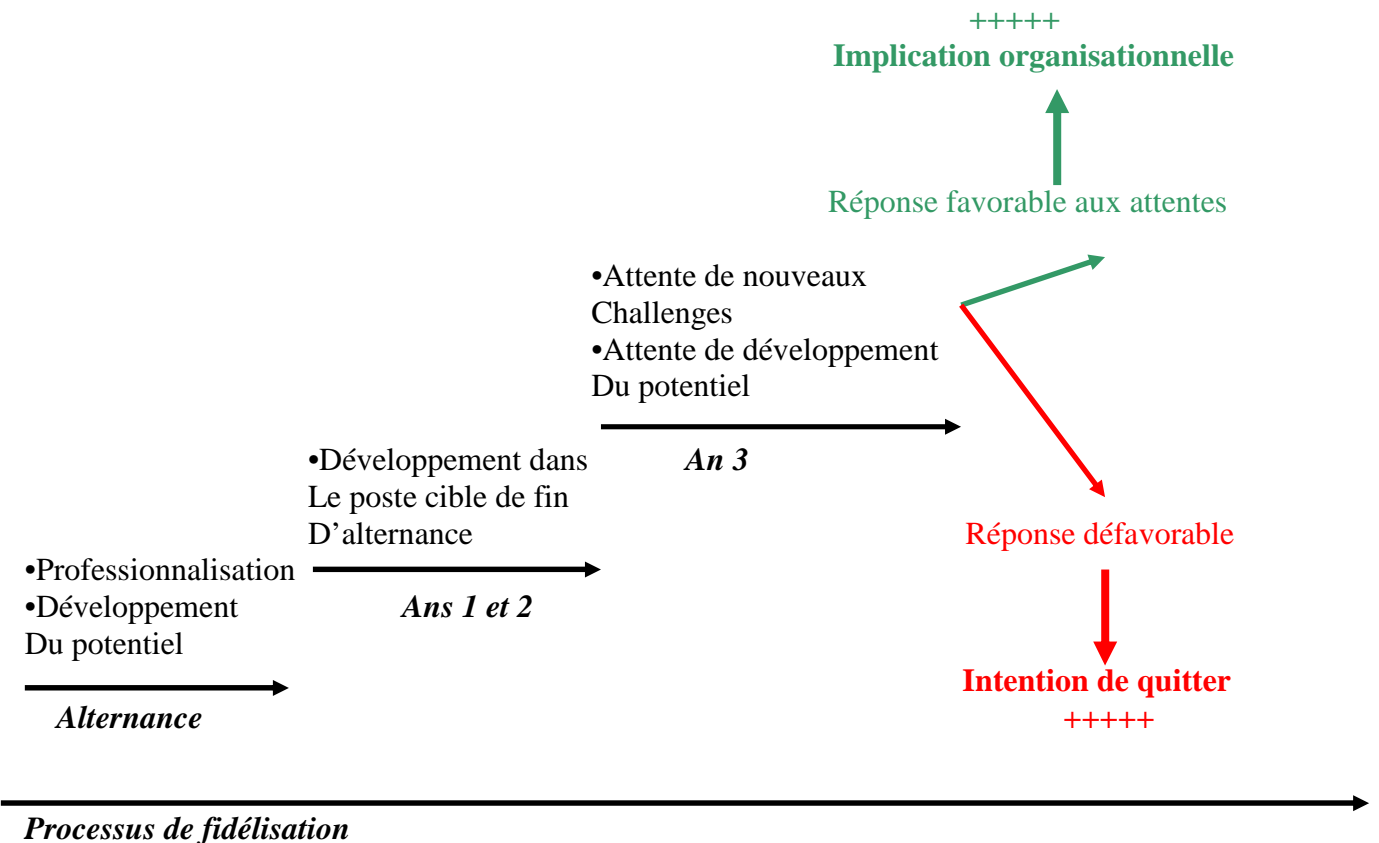 +++++
Implication organisationnelle
Réponse favorable aux attentes
•Attente de nouveaux
Challenges
•Attente de développement
Du potentiel
An 3
•Développement dans
Le poste cible de fin
D’alternance
Ans 1 et 2
•Professionnalisation
•Développement
Du potentiel
Alternance
Réponse défavorable
Intention de quitter
+++++
Processus de fidélisation